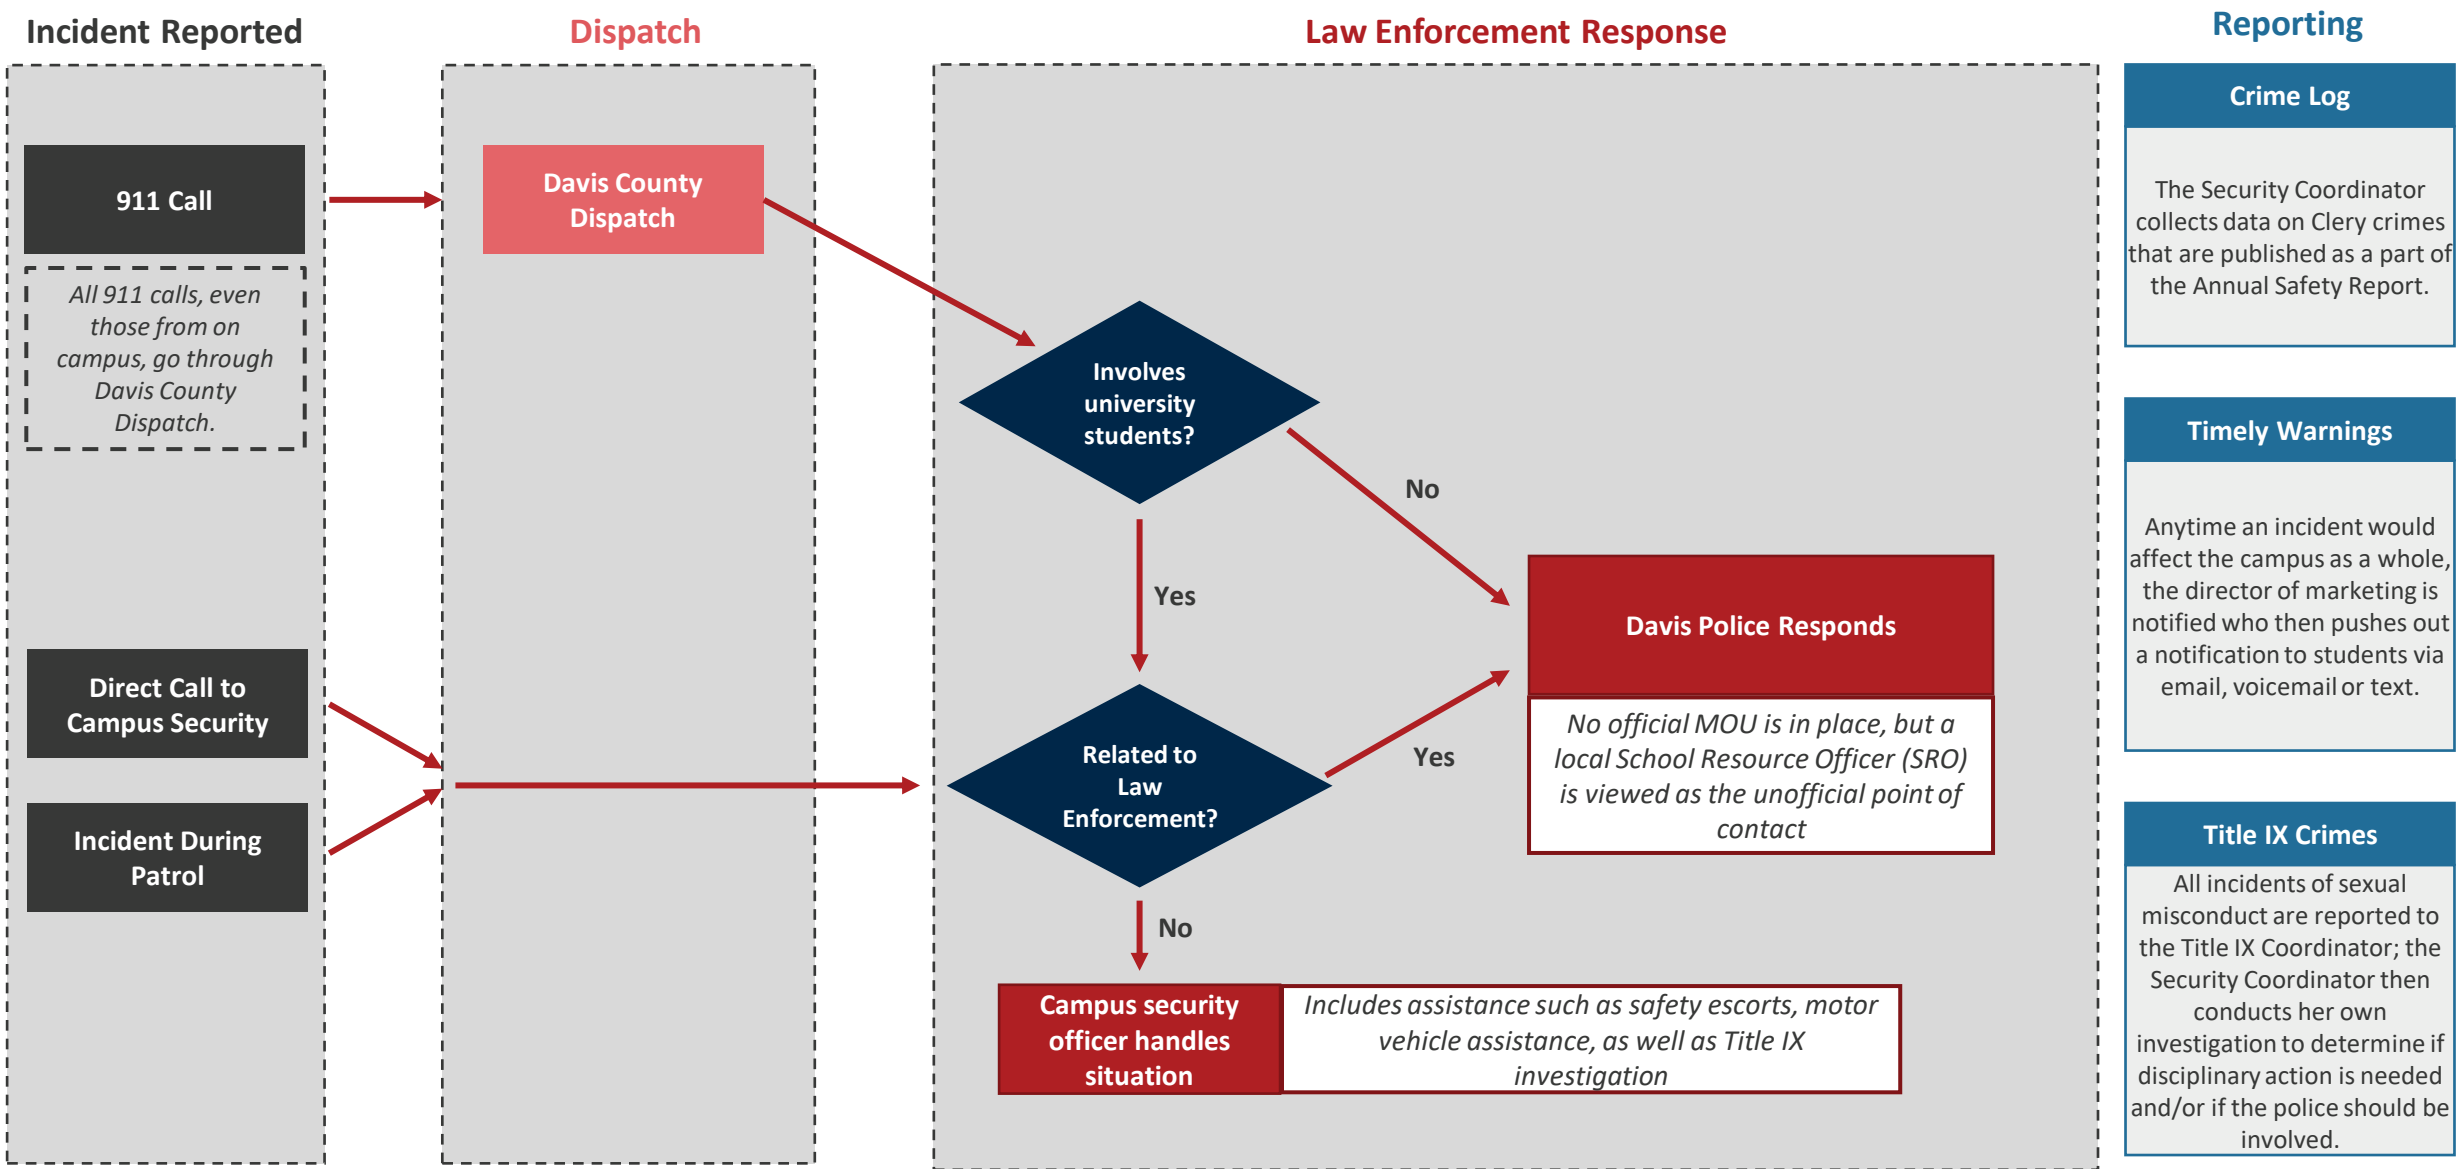 Incident Reported
Dispatch
Law Enforcement Response
Reporting
911 Call
All 911 calls, even
those from on
campus, go through
Davis County
Dispatch.
Direct Call to
Campus Security
Incident During
Patrol
Davis County
Dispatch
Involves
university
students?
No
Yes
Related to
Law
Enforcement?
Yes
No
Davis Police Responds
No official MOU is in place, but a
local School Resource Officer (SRO)
is viewed as the unofficial point of
contact
Campus security
officer handles
situation
Includes assistance such as safety escorts, motor
vehicle assistance, as well as Title IX
investigation
Crime Log
The Security Coordinator
collects data on Clery crimes
that are published as a part of
the Annual Safety Report.
Timely Warnings
Anytime an incident would
affect the campus as a whole,
the director of marketing is
notified who then pushes out
a notification to students via
email, voicemail or text.
Title IX Crimes
All incidents of sexual
misconduct are reported to
the Title IX Coordinator; the
Security Coordinator then
conducts her own
investigation to determine if
disciplinary action is needed
and/or if the police should be
involved.